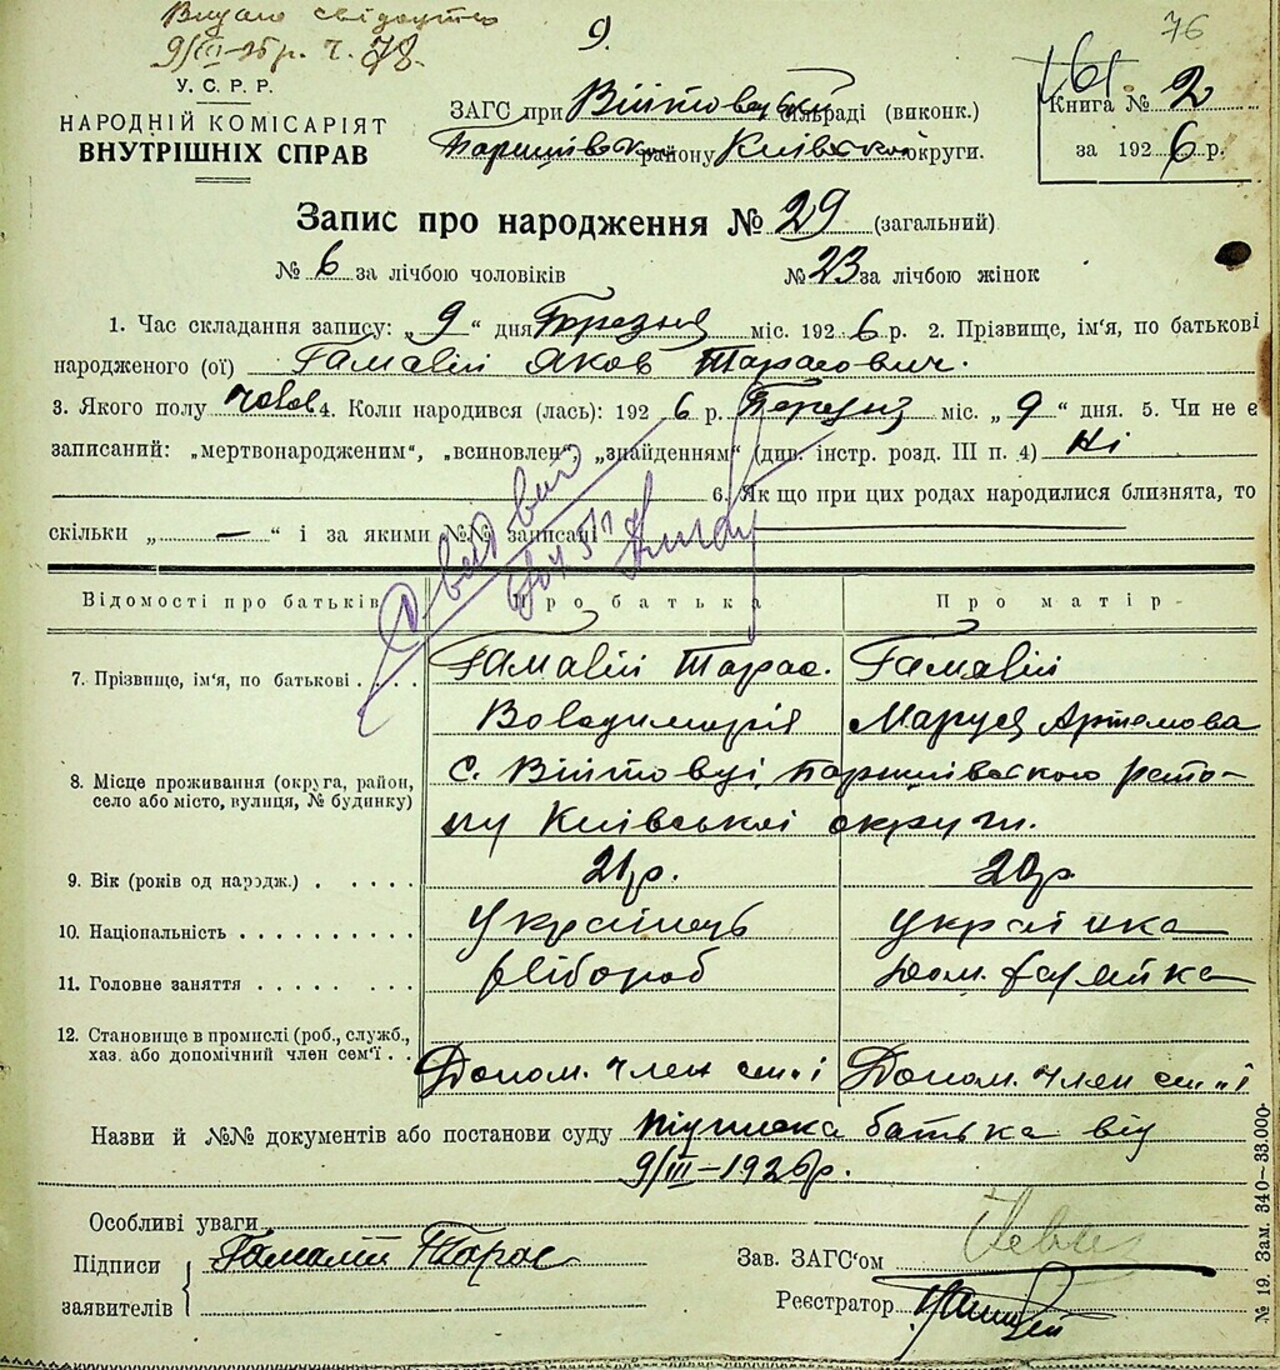 Видано свідоцтво
9.
76
9/III-26р. ч. 78.
У. С. Р. Р.
НАРОДНІЙ КОМІСАРІЯТ
ВНУТРІШНІХ СПРАВ
ЗАГС при Війтовецькій сільраді (виконк.)
Баришівськ району Київської округи.
Книга № 2
за 1926 р.
Запис про народження № 29 (загальний)
№ 6 за лічбою чоловіків № 23 за лічбою жінок
1. Час складання запису: „ 9 “ дня Березня міс. 1926 р. 2. Прізвище, ім‘я, по батькові
народженого (ої) Гамалій Яков Тарасович.
3. Якого полу чолов 4. Коли народився (лась): 1926 р. Березня міс. „ 9 “ дня. 5. Чи не є
записаний: „мертвонародженим“, „всиновлен“, „знайденням“ (див. інстр. розд. III п. 4) Ні
6. Як що при цих родах народилися близнята, то
скільки „ — “ і за якими №№ записані
Відомості про батьків Про батька Про матір
7. Прізвище, ім‘я, по батькові . . . . Гамалій Тарас. Гамалій
Володимирів Маруся Артемова
8. Місце проживання (округа, район,
село або місто, вулиця, № будинку)
с. Війтовці Баришівського райо-
ну Київської округи.
9. Вік (років од народж.) . . . . . 21 р. 20 р.
10. Національність . . . . . . . . . . Українець Українка
11. Головне заняття . . . . . . . . Хлібороб Дом. хазяйка
12. Становище в промислі (роб., служб.,
хаз. або допомічний член сем‘ї . .
Допом. член сем'ї Допом. член сем'ї
Назви й №№ документів або постанови суду Підписка батька від
9/III-1926р.
Особливі уваги
Підписи
заявителів
Гамалій Тарас
Зав. ЗАГС‘ом
Реєстратор
№ 19. Зам. 340–33.000.